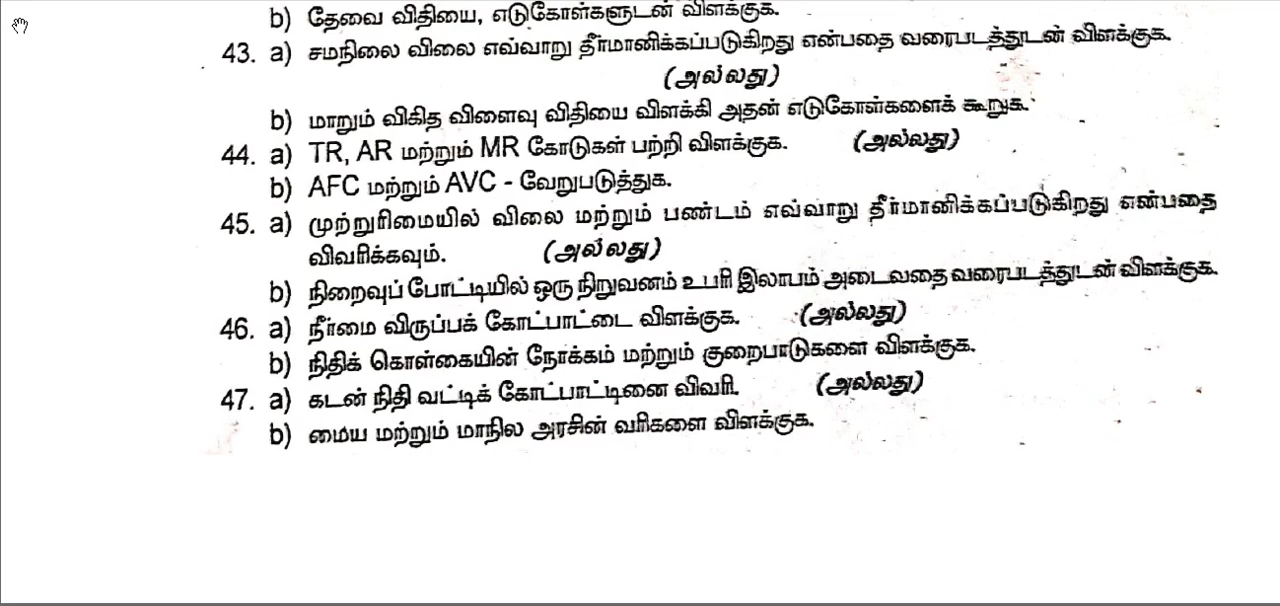 b) தேவை விதியை, எடுகோள்களுடன் விளக்குக.
43. a) சமநிலை விலை எவ்வாறு தீர்மானிக்கப்படுகிறது என்பதை வரைபடத்துடன் விளக்குக.
(அல்லது)
b) மாறும் விகித விளைவு விதியை விளக்கி அதன் எடுகோள்களைக் கூறுக.
44. a) TR, AR மற்றும் MR கோடுகள் பற்றி விளக்குக. (அல்லது)
b) AFC மற்றும் AVC - வேறுபடுத்துக.
45. a) முற்றுரிமையில் விலை மற்றும் பண்டம் எவ்வாறு தீர்மானிக்கப்படுகிறது என்பதை
விவரிக்கவும். (அல்லது)
b) நிறைவுப் போட்டியில் ஒரு நிறுவனம் உபரி இலாபம் அடைவதை வரைபடத்துடன் விளக்குக.
46. a) நீர்மை விருப்பக் கோட்பாட்டை விளக்குக. (அல்லது)
b) நிதிக் கொள்கையின் நோக்கம் மற்றும் குறைபாடுகளை விளக்குக.
47. a) கடன் நிதி வட்டிக் கோட்பாட்டினை விவரி. (அல்லது)
b) மைய மற்றும் மாநில அரசின் வரிகளை விளக்குக.